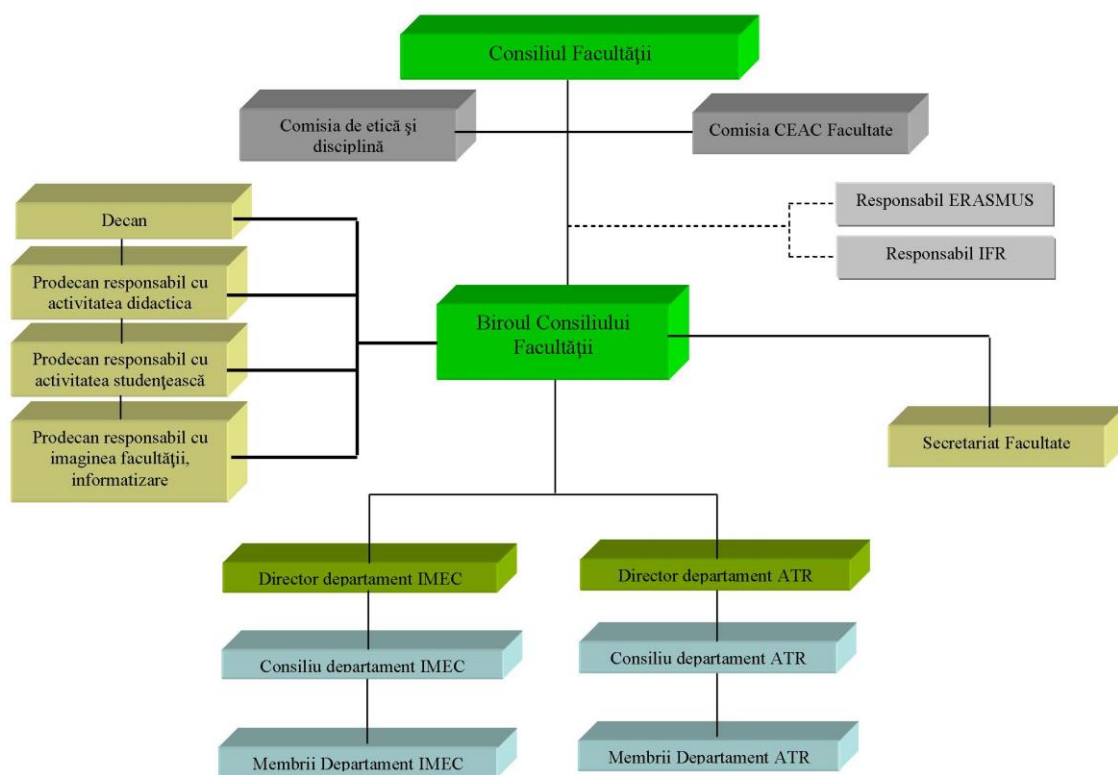 Consiliul Facultăţii
Comisia de etică şi
disciplină
Comisia CEAC Facultate
Responsabil ERASMUS
Decan
Responsabil IFR
Prodecan responsabil cu
activitatea didactica
Biroul Consiliului
Facultăţii
Prodecan responsabil cu
activitatea studenţească
Prodecan responsabil cu
imaginea facultăţii,
informatizare
Secretariat Facultate
Director departament IMEC
Director departament ATR
Consiliu departament IMEC
Consiliu departament ATR
Membrii Departament IMEC
Membrii Departament ATR